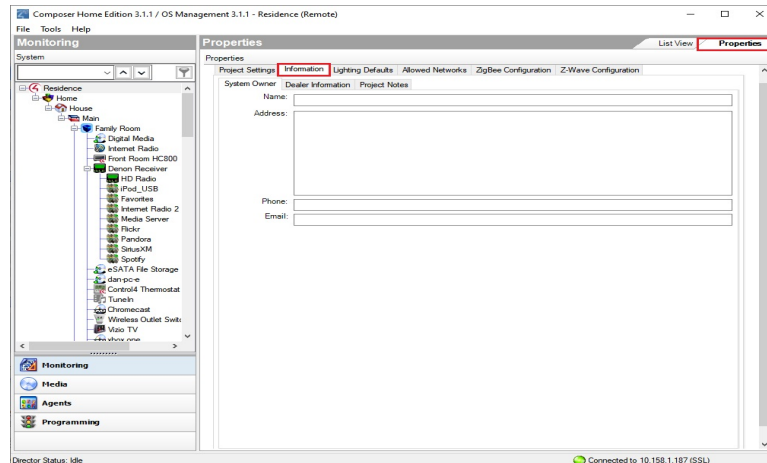 Composer Home Edition 3.1.1 / OS Management 3.1.1 - Residence (Remote)
File Tools Help
Monitoring
Properties
List View
Properties
System
Properties
Project Settings Information Lighting Defaults Allowed Networks ZigBee Configuration Z-Wave Configuration
System Owner Dealer Information Project Notes
Name:
Address:
Phone:
Email:
Residence
Home
House
Main
Family Room
Digital Media
Internet Radio
Front Room HC800
Denon Receiver
HD Radio
iPod_USB
Favorites
Internet Radio 2
Media Server
Flickr
Pandora
SiriusXM
Spotify
eSATA File Storage
dan-pc-e
Control4 Thermostat
TuneIn
Chromecast
Wireless Outlet Switc
Vizio TV
xbox one
Monitoring
Media
Agents
Programming
Director Status: Idle
Connected to 10.158.1.187 (SSL)